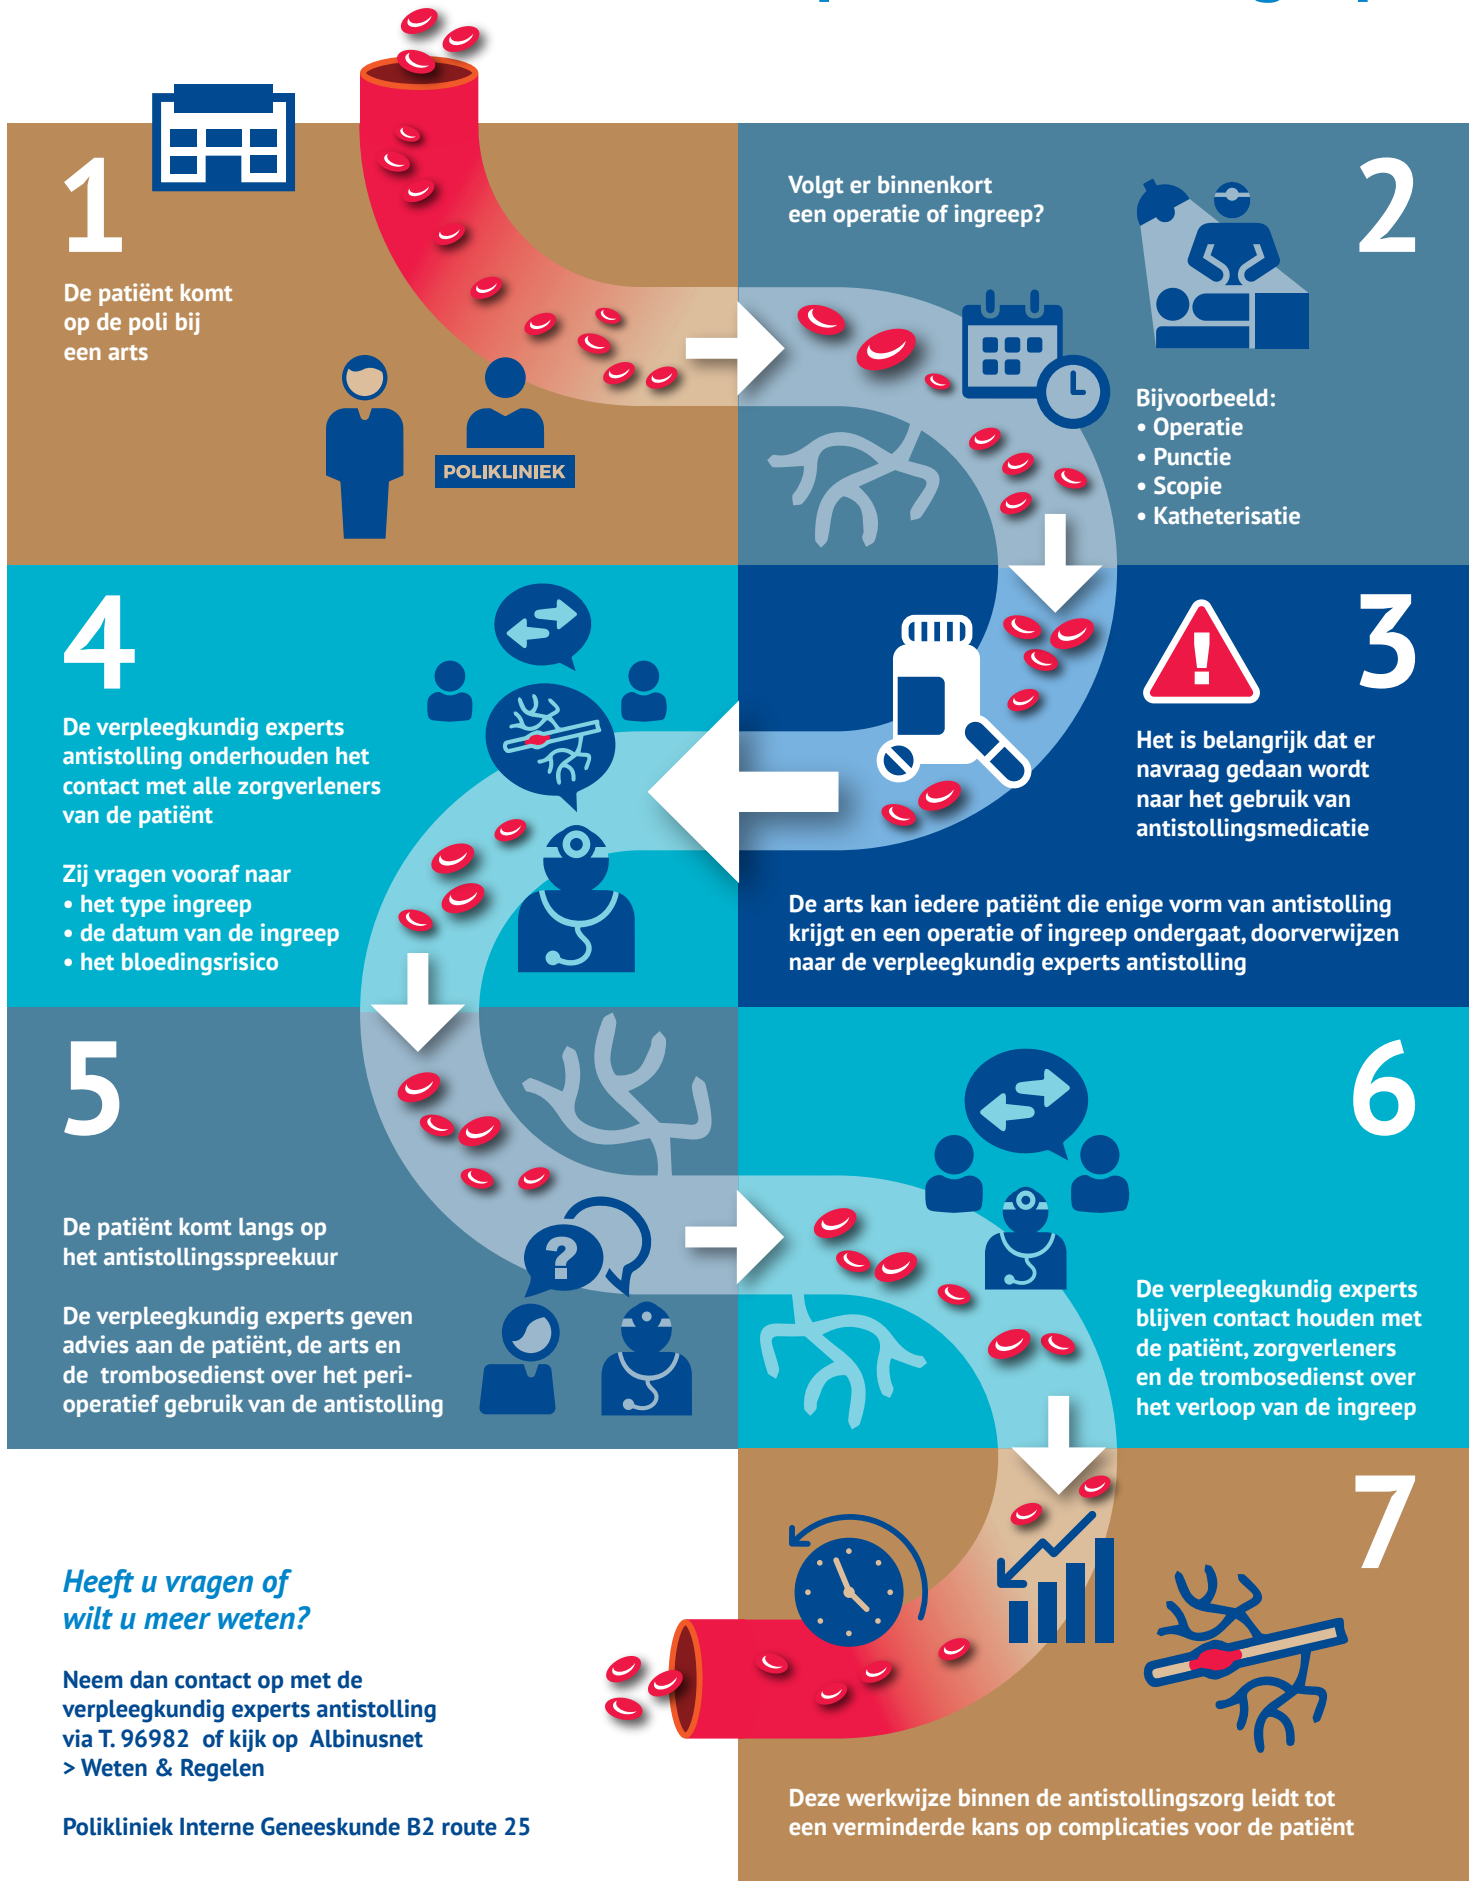 1
De patiënt komt
op de poli bij
een arts
POLIKLINIEK
2
Volgt er binnenkort
een operatie of ingreep?
Bijvoorbeeld:
• Operatie
• Punctie
• Scopie
• Katheterisatie
3
!
Het is belangrijk dat er
navraag gedaan wordt
naar het gebruik van
antistollingsmedicatie
De arts kan iedere patiënt die enige vorm van antistolling
krijgt en een operatie of ingreep ondergaat, doorverwijzen
naar de verpleegkundig experts antistolling
4
De verpleegkundig experts
antistolling onderhouden het
contact met alle zorgverleners
van de patiënt
Zij vragen vooraf naar
• het type ingreep
• de datum van de ingreep
• het bloedingsrisico
5
De patiënt komt langs op
het antistollingsspreekuur
De verpleegkundig experts geven
advies aan de patiënt, de arts en
de trombosedienst over het peri-
operatief gebruik van de antistolling
?
6
De verpleegkundig experts
blijven contact houden met
de patiënt, zorgverleners
en de trombosedienst over
het verloop van de ingreep
7
Deze werkwijze binnen de antistollingszorg leidt tot
een verminderde kans op complicaties voor de patiënt
Heeft u vragen of
wilt u meer weten?
Neem dan contact op met de
verpleegkundig experts antistolling
via T. 96982 of kijk op Albinusnet
> Weten & Regelen
Polikliniek Interne Geneeskunde B2 route 25